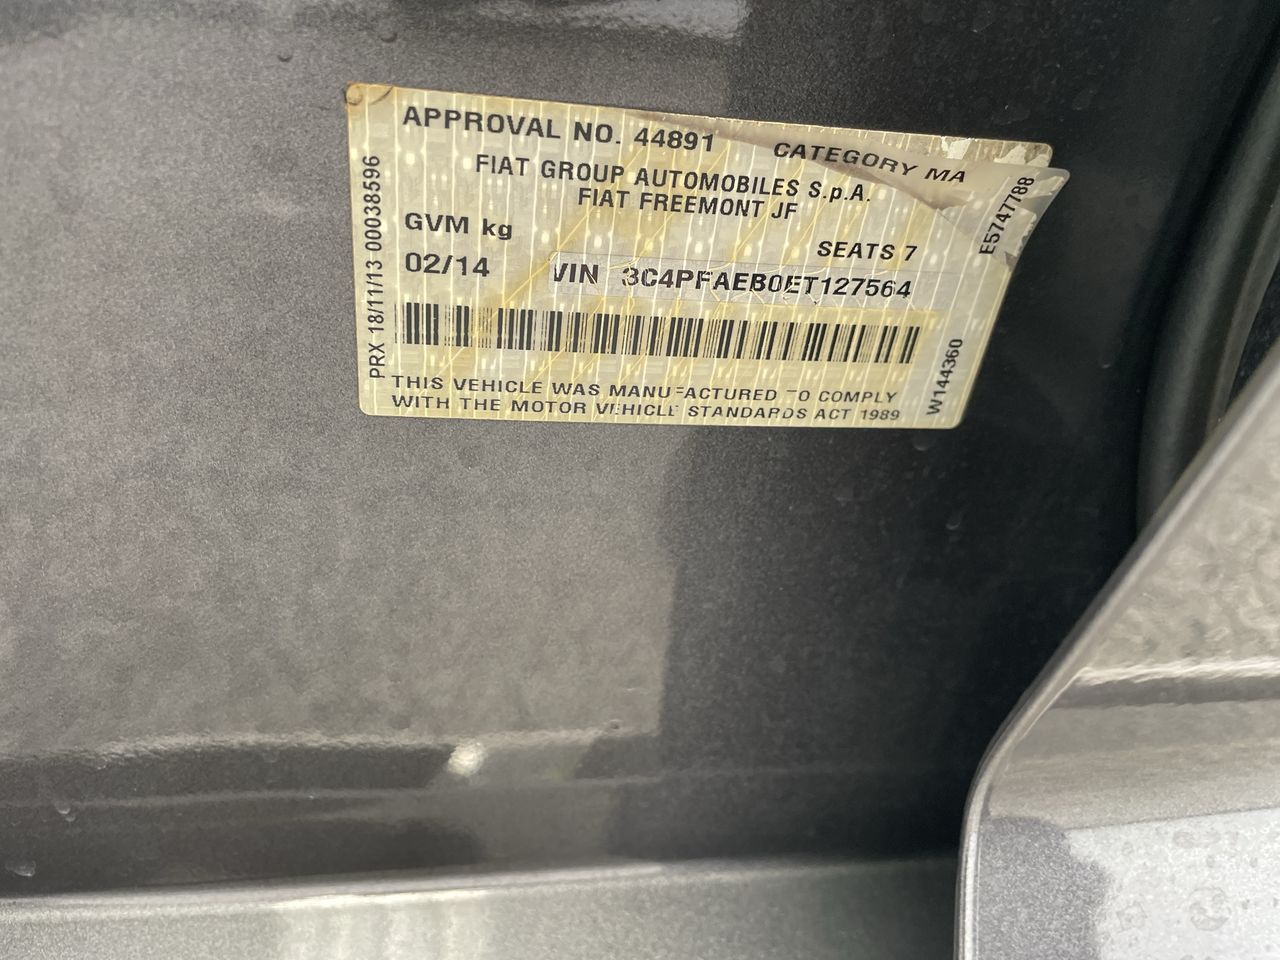 APPROVAL NO. 44891
CATEGORY MA
FIAT GROUP AUTOMOBILES S.p.A.
FIAT FREEMONT JF
GVM kg
SEATS 7
02/14
VIN 3C4PFAEB0ET127564
THIS VEHICLE WAS MANUFACTURED TO COMPLY
WITH THE MOTOR VEHICLE STANDARDS ACT 1989
PRX 18/11/13 00038596
E5747788
W144360